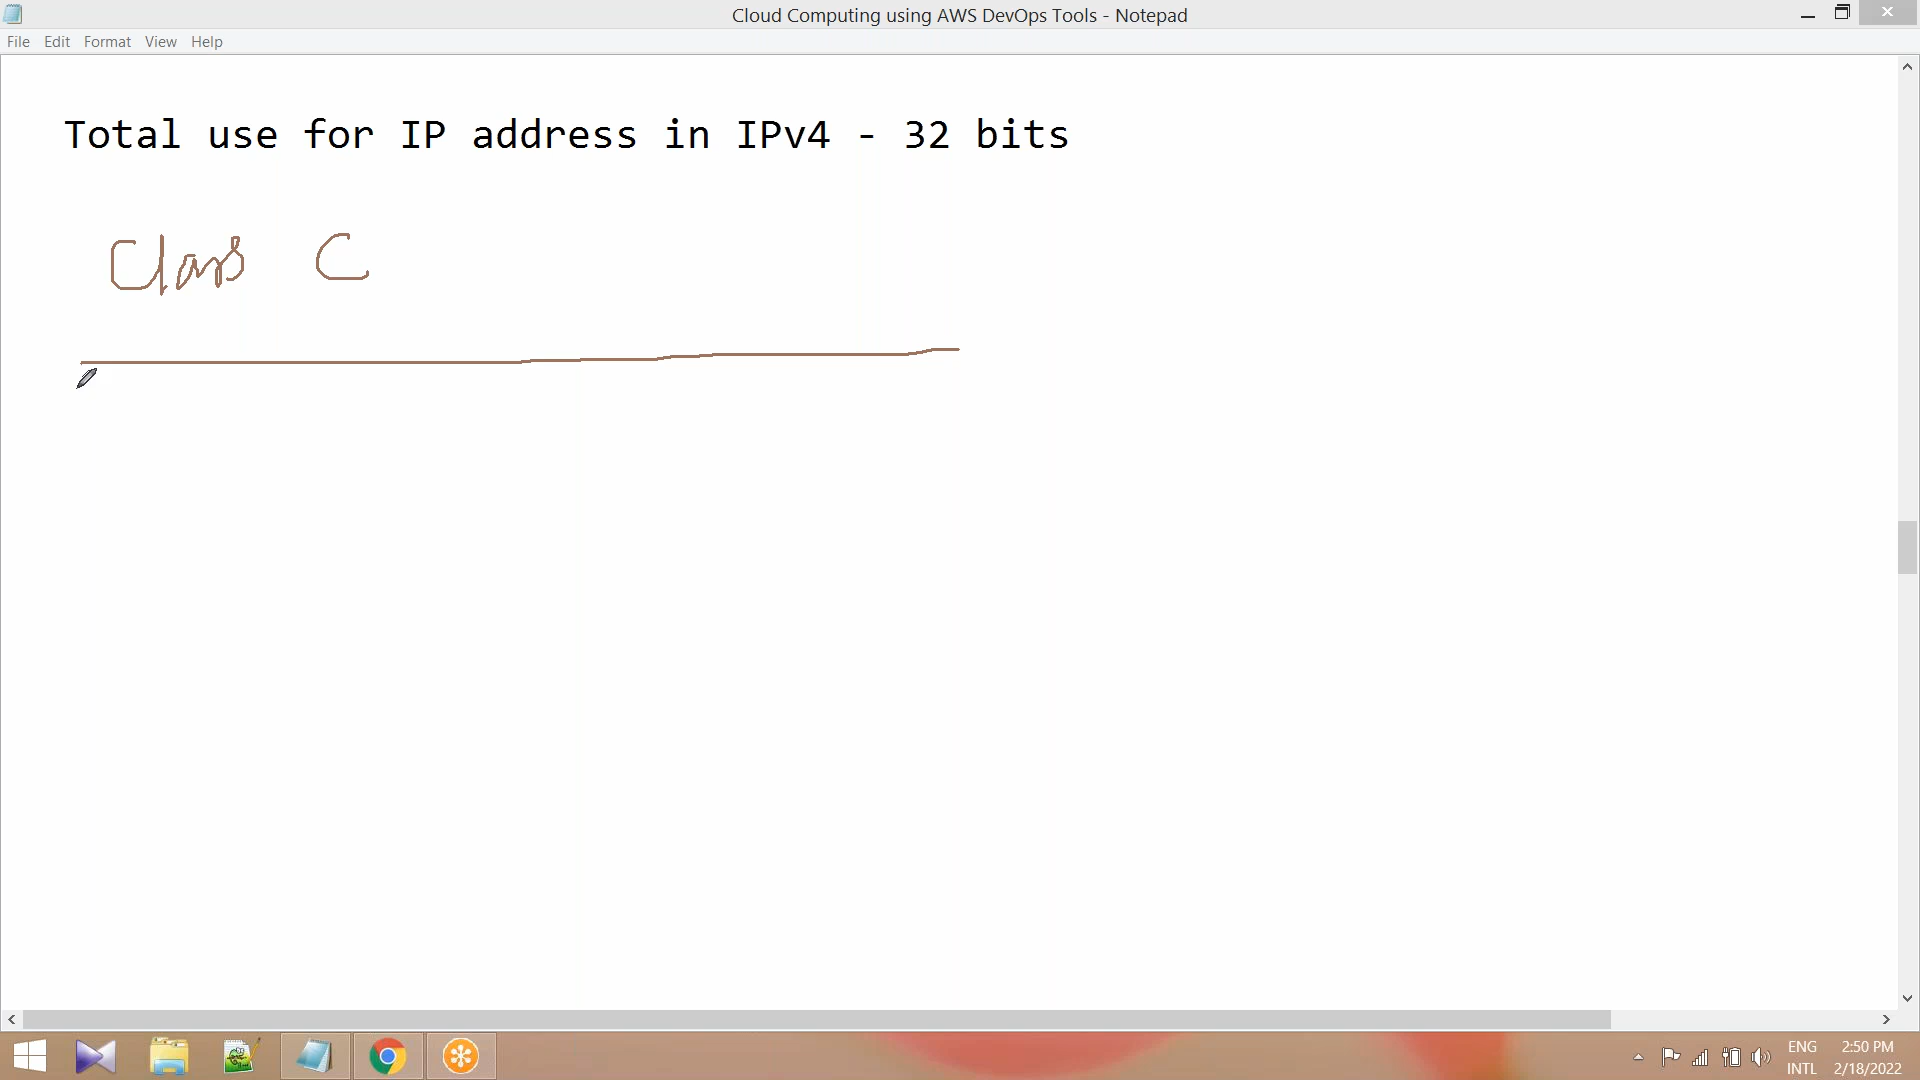 Cloud Computing using AWS DevOps Tools - Notepad
File Edit Format View Help
Total use for IP address in IPv4 - 32 bits
Class C
ENG 2:50 PM
INTL 2/18/2022